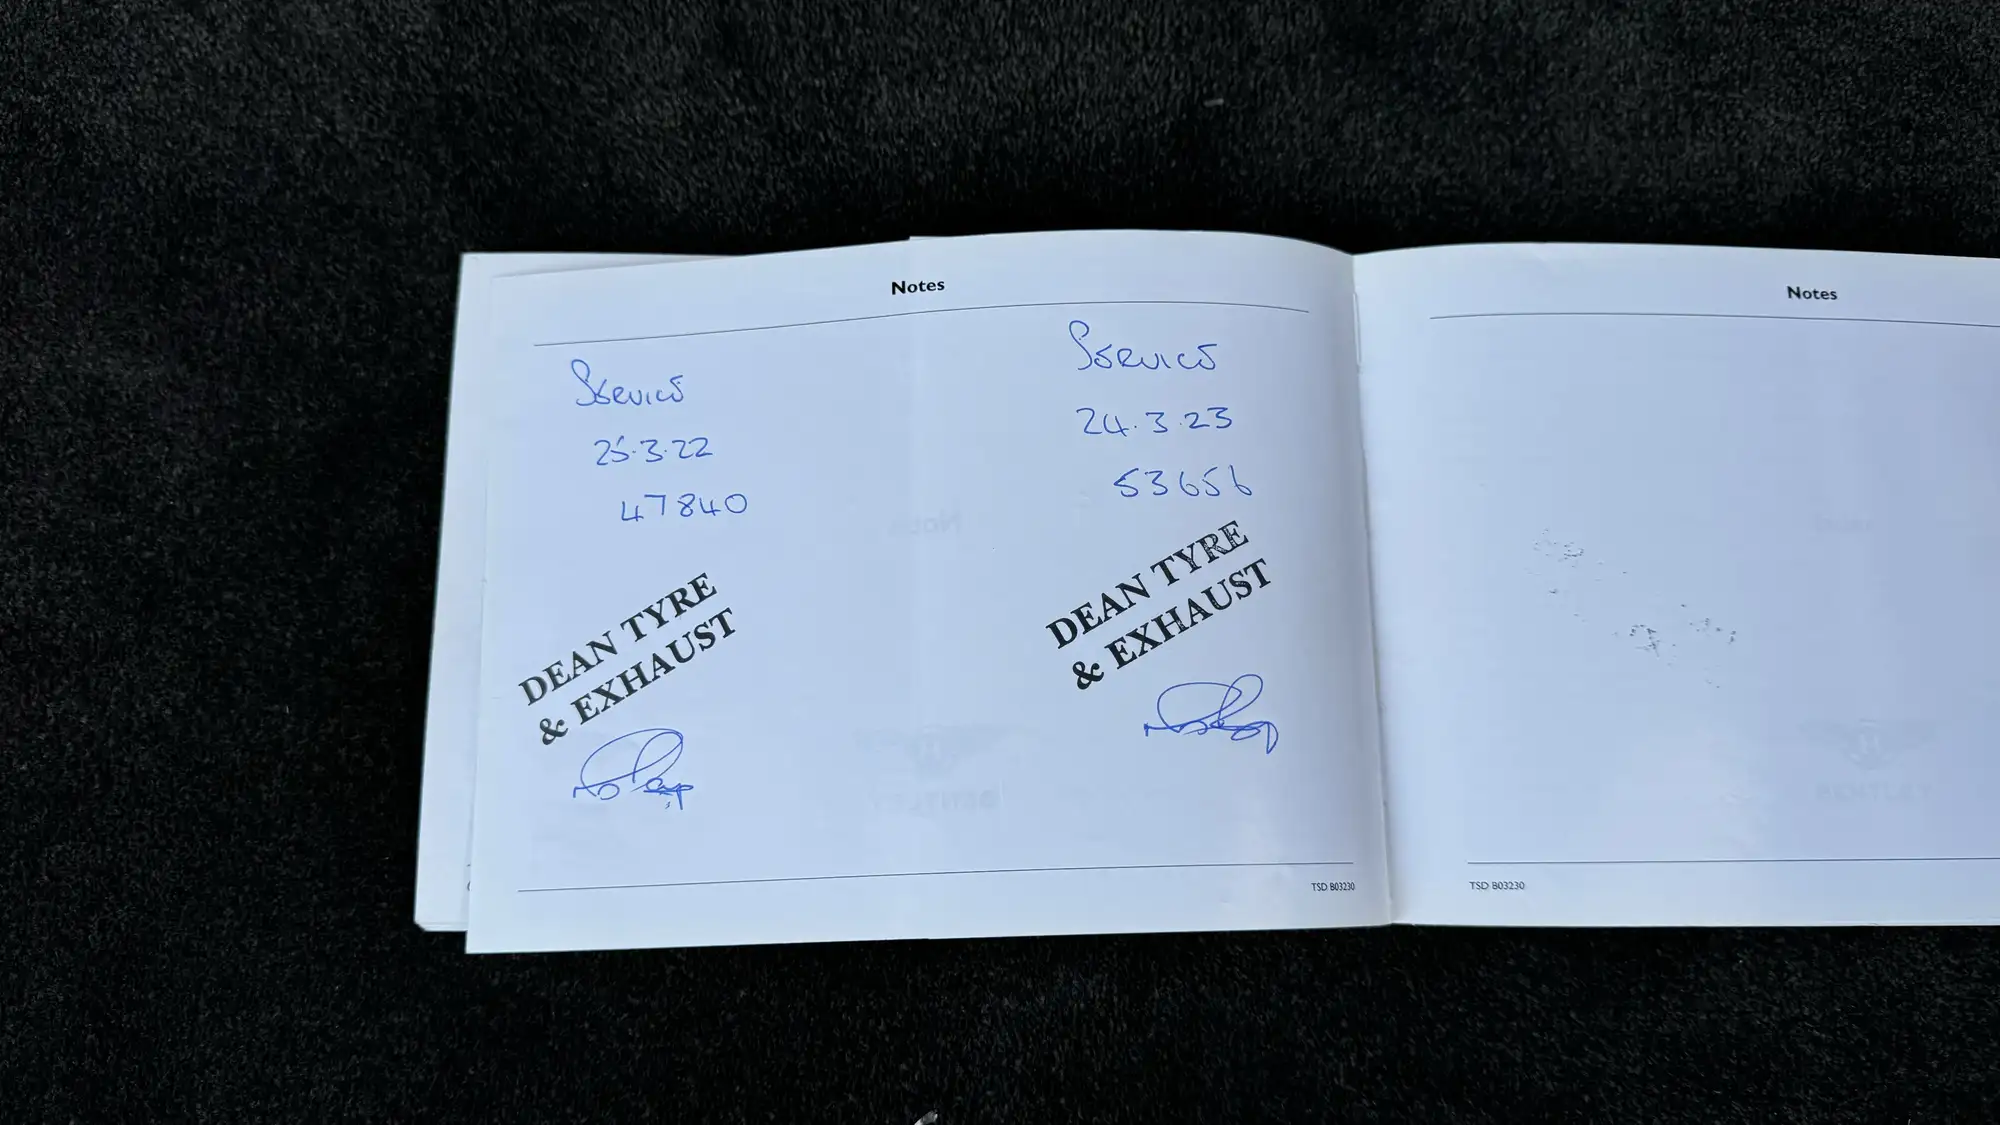 Notes
Service
25.3.22
47840
DEAN TYRE
& EXHAUST
Service
24.3.23
53656
DEAN TYRE
& EXHAUST
TSD B03230
Notes
TSD B03230